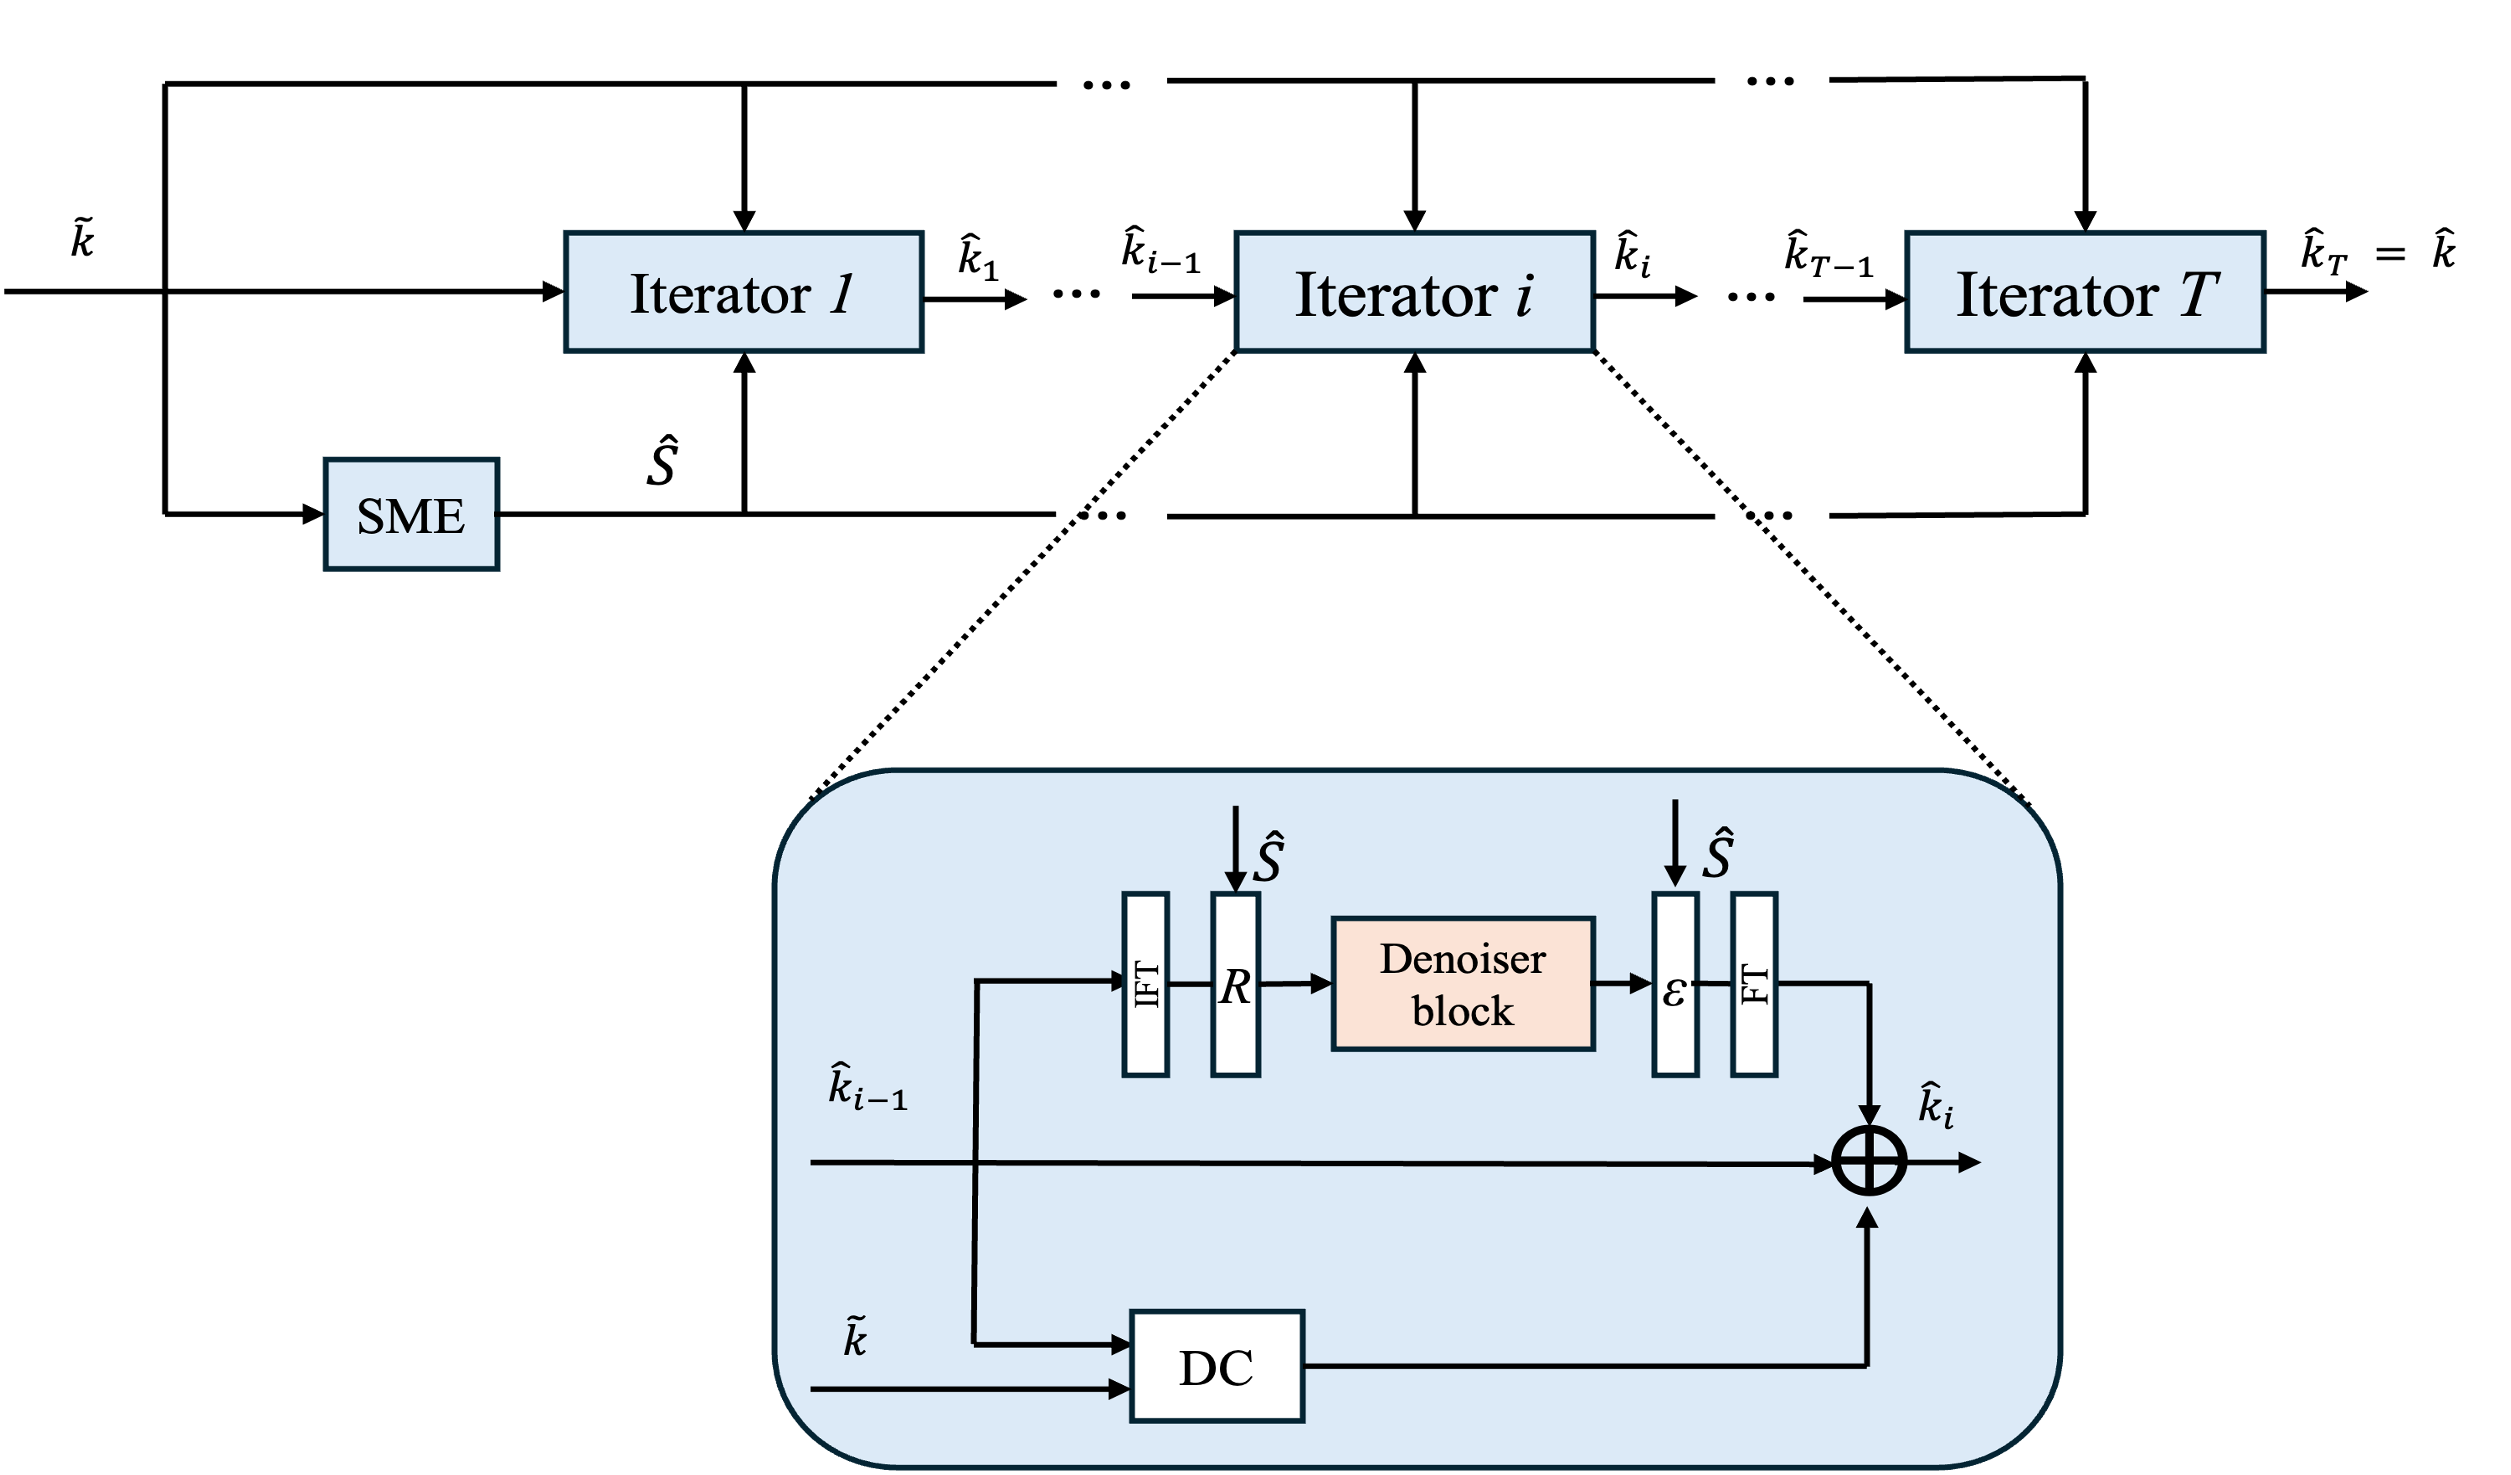 k̃
Iterator 1
k̂₁
...
k̂ᵢ₋₁
Iterator i
k̂ᵢ
...
k̂_{T−1}
Iterator T
k̂_T = k̂
...
...
SME
Ŝ
...
...
Ŝ
Ŝ
IFT
R
Denoiser
block
ε
FT
k̂ᵢ₋₁
k̂ᵢ
k̃
DC